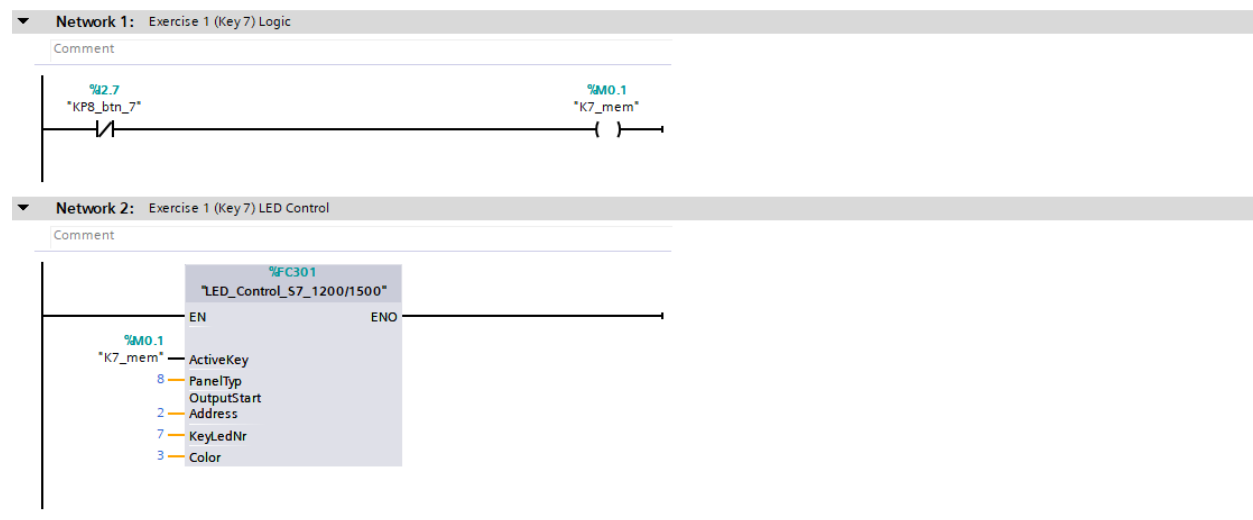 Network 1: Exercise 1 (Key 7) Logic
Comment
%I2.7
"KP8_btn_7"
%M0.1
"K7_mem"
Network 2: Exercise 1 (Key 7) LED Control
Comment
%FC301
"LED_Control_S7_1200/1500"
EN
ENO
%M0.1
"K7_mem"
ActiveKey
8
PanelTyp
OutputStart
2
Address
7
KeyLedNr
3
Color